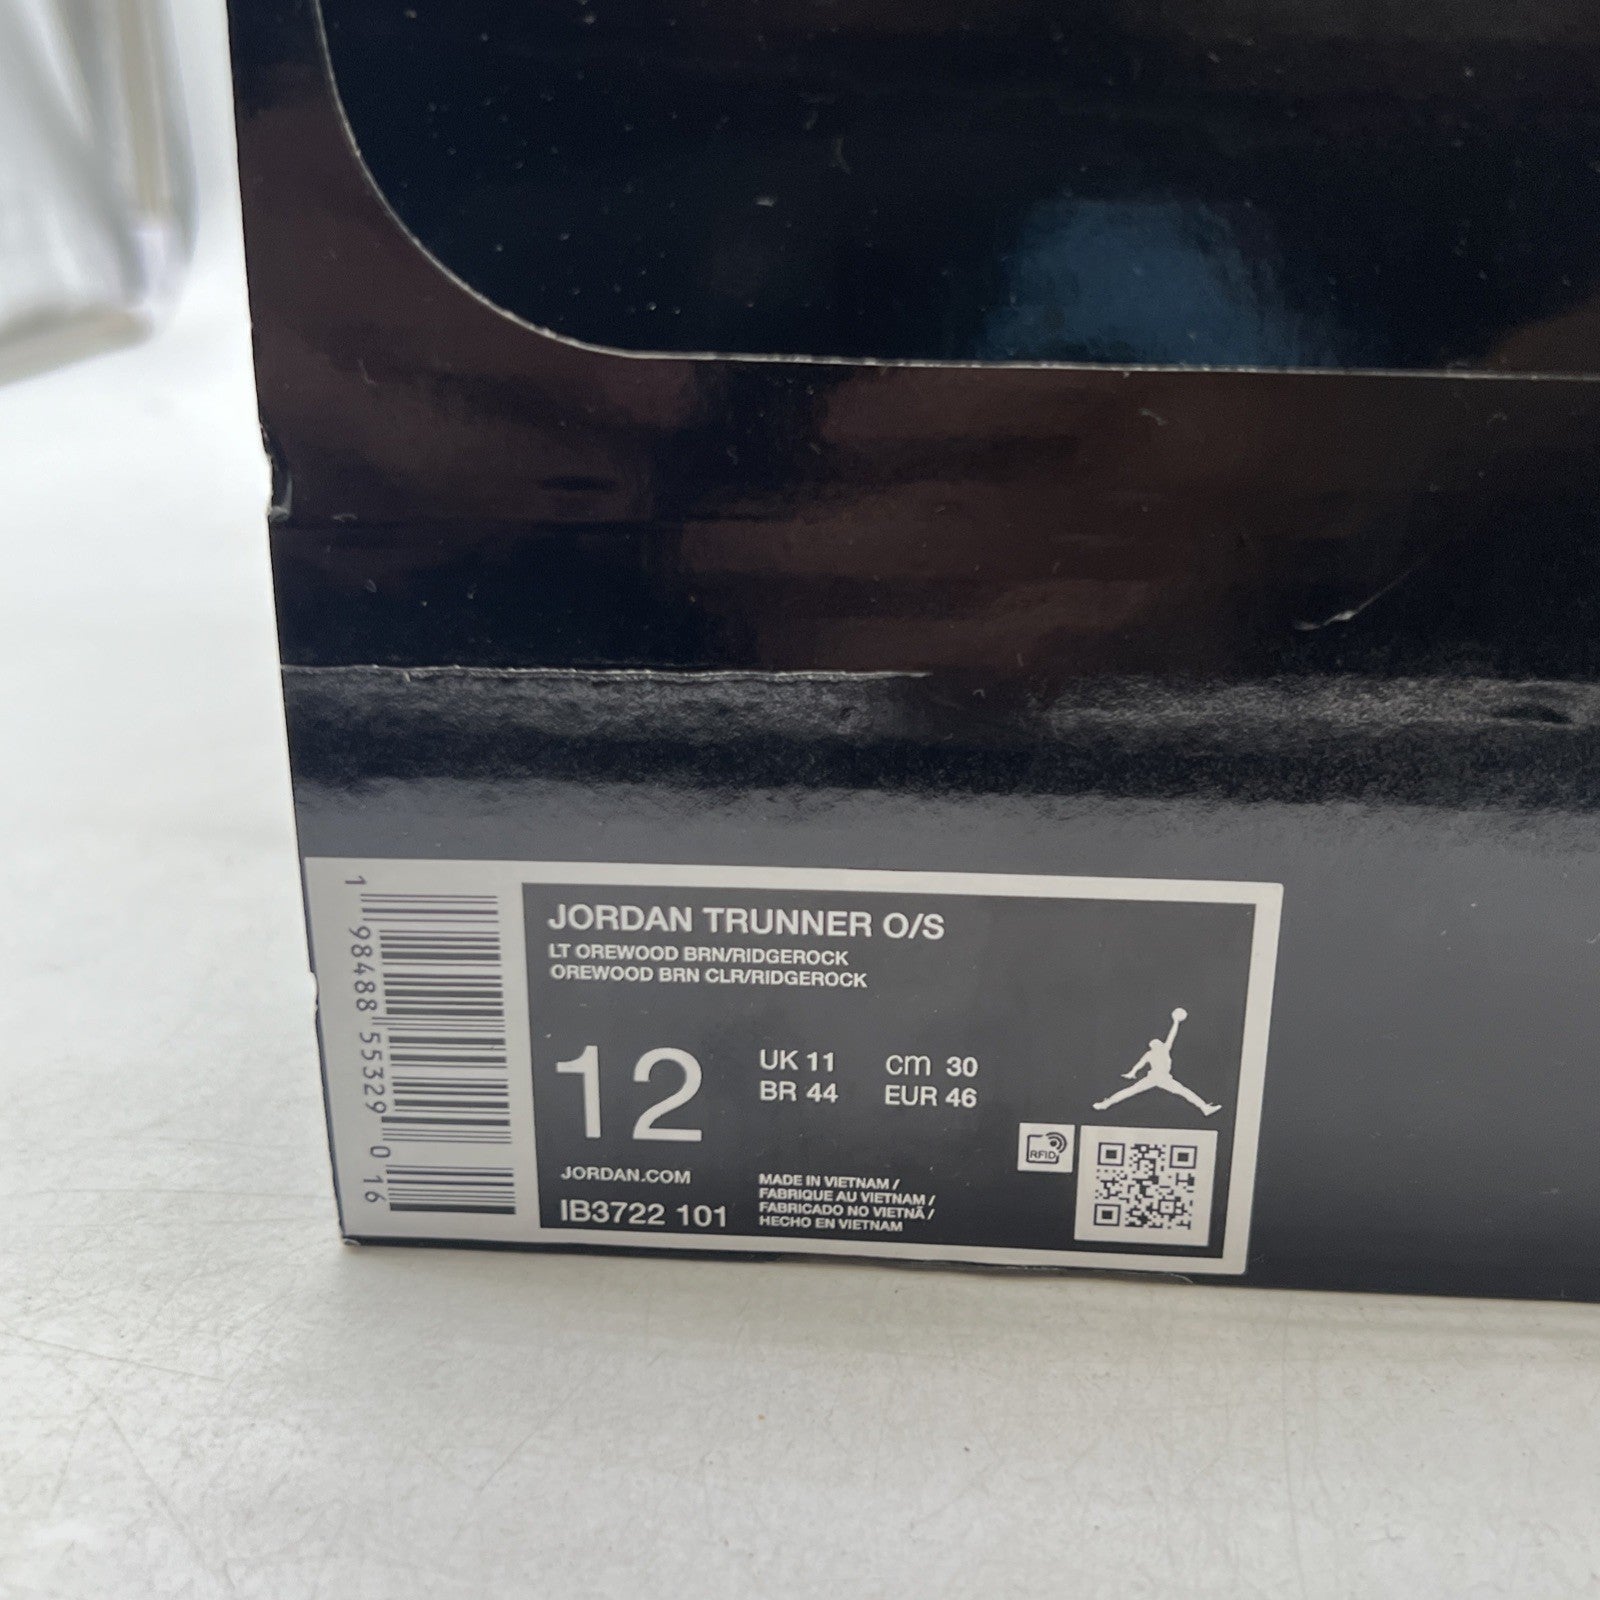 JORDAN TRUNNER O/S
LT OREWOOD BRN/RIDGEROCK
OREWOOD BRN CLR/RIDGEROCK
12
UK 11 cm 30
BR 44 EUR 46
RFID
JORDAN.COM
IB3722 101
MADE IN VIETNAM /
FABRIQUE AU VIETNAM /
FABRICADO NO VIETNÃ /
HECHO EN VIETNAM
1 98488 55329 0 16